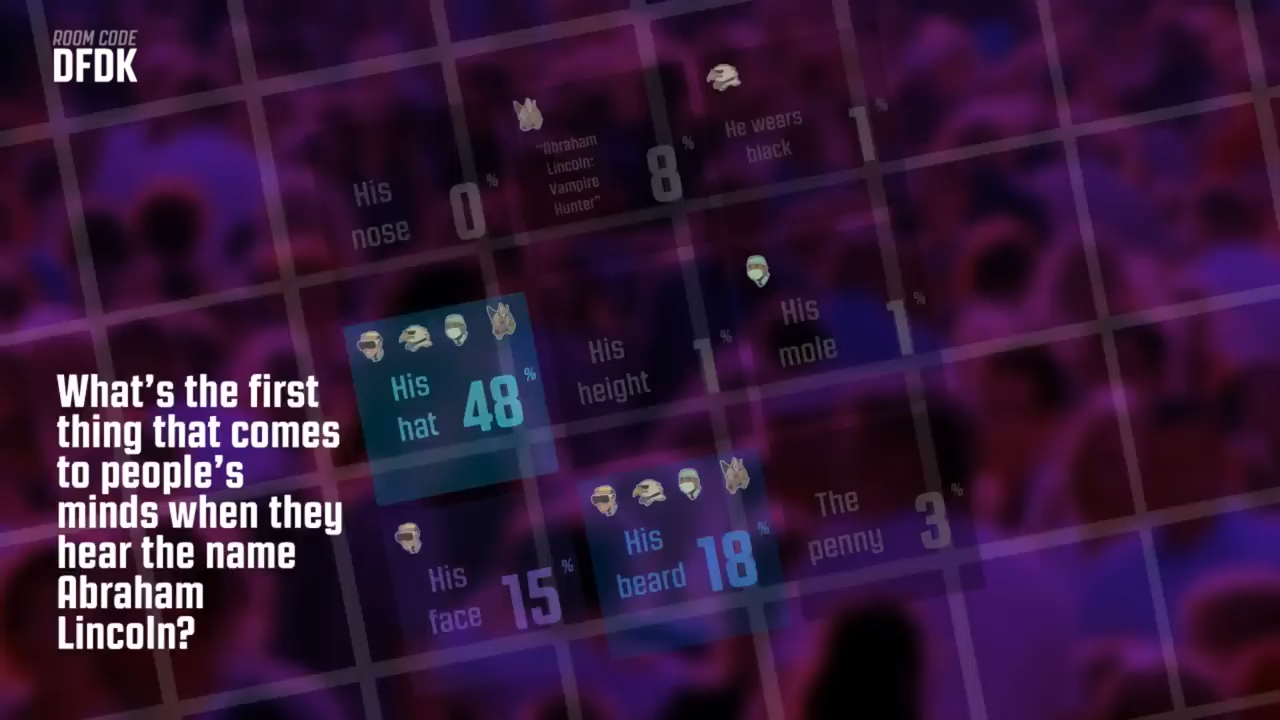 ROOM CODE
DFDK
His
nose
0%
"Abraham
Lincoln:
Vampire
Hunter"
8%
He wears
black
1%
His
hat
48%
His
height
1%
His
mole
1%
His
face
15%
His
beard
18%
The
penny
3%
What's the first
thing that comes
to people's
minds when they
hear the name
Abraham
Lincoln?